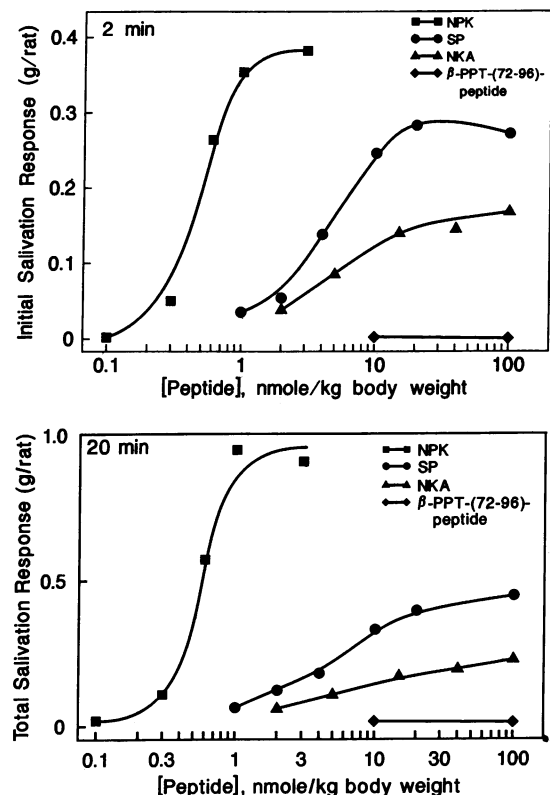 2 min
NPK
SP
NKA
β-PPT-(72-96)-
peptide
0.4
0.3
0.2
0.1
0
Initial Salivation Response (g/rat)
0.1
1
10
100
[Peptide], nmole/kg body weight
20 min
NPK
SP
NKA
β-PPT-(72-96)-
peptide
1.0
0.5
0
Total Salivation Response (g/rat)
0.1
0.3
1
3
10
30
100
[Peptide], nmole/kg body weight